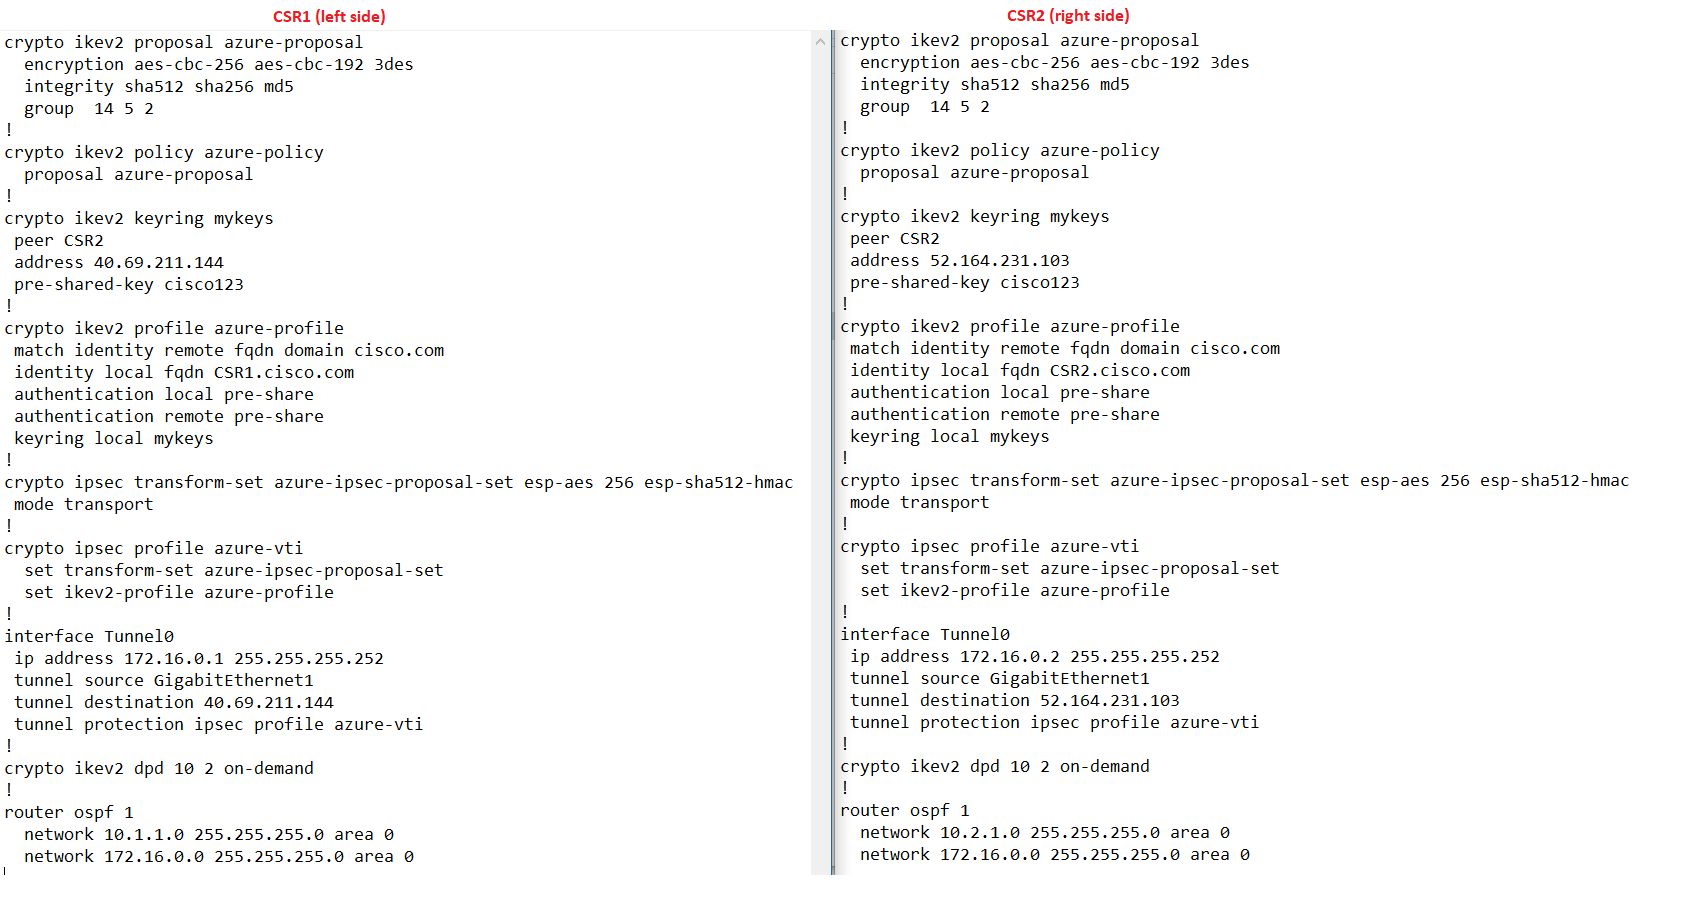 CSR1 (left side)
crypto ikev2 proposal azure-proposal
  encryption aes-cbc-256 aes-cbc-192 3des
  integrity sha512 sha256 md5
  group  14 5 2
!
crypto ikev2 policy azure-policy
  proposal azure-proposal
!
crypto ikev2 keyring mykeys
 peer CSR2
 address 40.69.211.144
 pre-shared-key cisco123
!
crypto ikev2 profile azure-profile
 match identity remote fqdn domain cisco.com
 identity local fqdn CSR1.cisco.com
 authentication local pre-share
 authentication remote pre-share
 keyring local mykeys
!
crypto ipsec transform-set azure-ipsec-proposal-set esp-aes 256 esp-sha512-hmac
 mode transport
!
crypto ipsec profile azure-vti
  set transform-set azure-ipsec-proposal-set
  set ikev2-profile azure-profile
!
interface Tunnel0
 ip address 172.16.0.1 255.255.255.252
 tunnel source GigabitEthernet1
 tunnel destination 40.69.211.144
 tunnel protection ipsec profile azure-vti
!
crypto ikev2 dpd 10 2 on-demand
!
router ospf 1
  network 10.1.1.0 255.255.255.0 area 0
  network 172.16.0.0 255.255.255.0 area 0
CSR2 (right side)
crypto ikev2 proposal azure-proposal
  encryption aes-cbc-256 aes-cbc-192 3des
  integrity sha512 sha256 md5
  group  14 5 2
!
crypto ikev2 policy azure-policy
  proposal azure-proposal
!
crypto ikev2 keyring mykeys
 peer CSR2
 address 52.164.231.103
 pre-shared-key cisco123
!
crypto ikev2 profile azure-profile
 match identity remote fqdn domain cisco.com
 identity local fqdn CSR2.cisco.com
 authentication local pre-share
 authentication remote pre-share
 keyring local mykeys
!
crypto ipsec transform-set azure-ipsec-proposal-set esp-aes 256 esp-sha512-hmac
 mode transport
!
crypto ipsec profile azure-vti
  set transform-set azure-ipsec-proposal-set
  set ikev2-profile azure-profile
!
interface Tunnel0
 ip address 172.16.0.2 255.255.255.252
 tunnel source GigabitEthernet1
 tunnel destination 52.164.231.103
 tunnel protection ipsec profile azure-vti
!
crypto ikev2 dpd 10 2 on-demand
!
router ospf 1
  network 10.2.1.0 255.255.255.0 area 0
  network 172.16.0.0 255.255.255.0 area 0